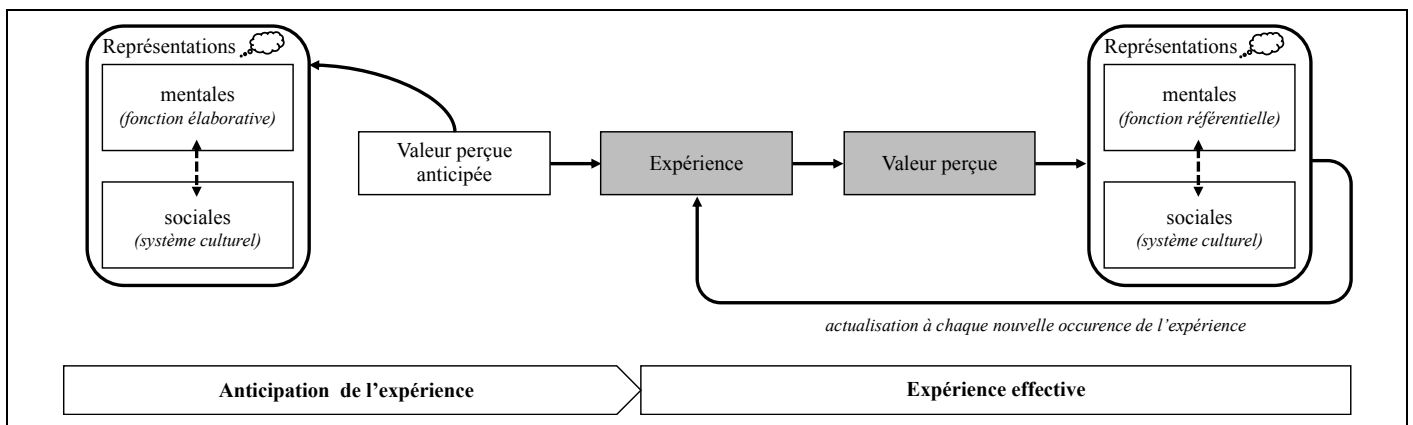 Représentations
mentales
(fonction élaborative)
sociales
(système culturel)
Valeur perçue
anticipée
Expérience
Valeur perçue
Représentations
mentales
(fonction référentielle)
sociales
(système culturel)
actualisation à chaque nouvelle occurence de l’expérience
Anticipation de l’expérience
Expérience effective